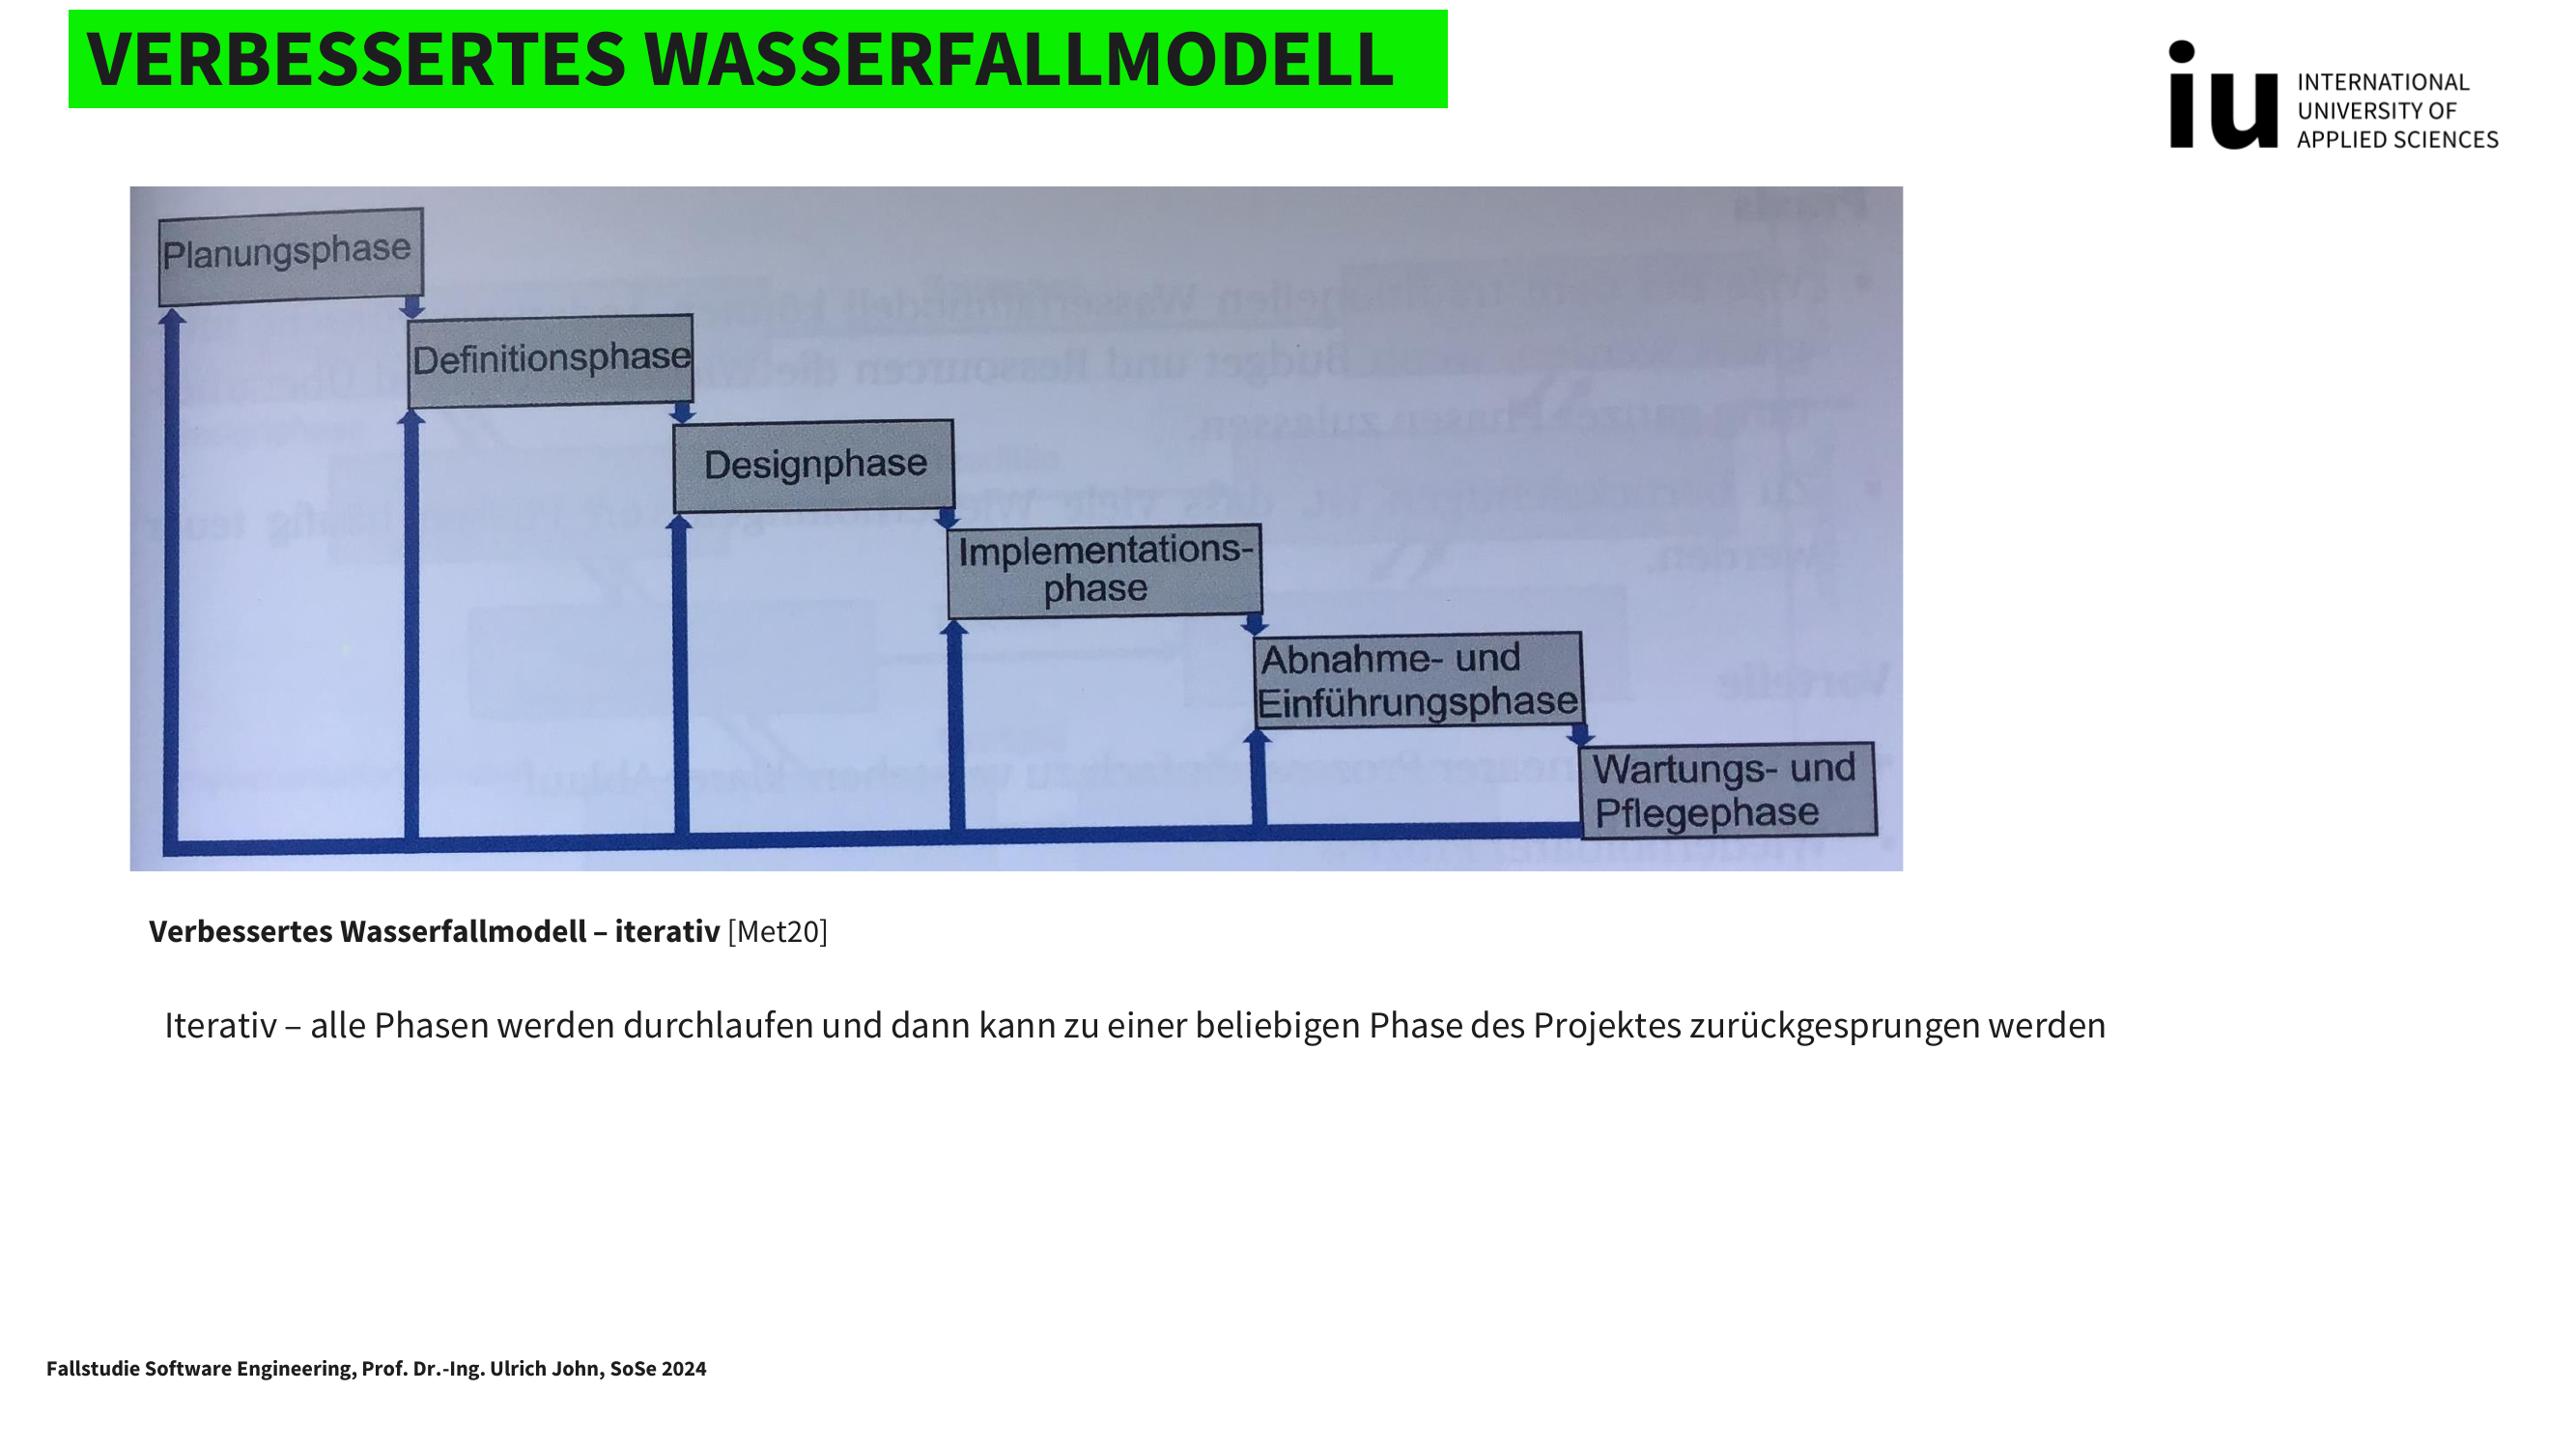 VERBESSERTES WASSERFALLMODELL
iu
INTERNATIONAL
UNIVERSITY OF
APPLIED SCIENCES
Planungsphase
Definitionsphase
Designphase
Implementations-
phase
Abnahme- und
Einführungsphase
Wartungs- und
Pflegephase
Verbessertes Wasserfallmodell – iterativ [Met20]
Iterativ – alle Phasen werden durchlaufen und dann kann zu einer beliebigen Phase des Projektes zurückgesprungen werden
Fallstudie Software Engineering, Prof. Dr.-Ing. Ulrich John, SoSe 2024